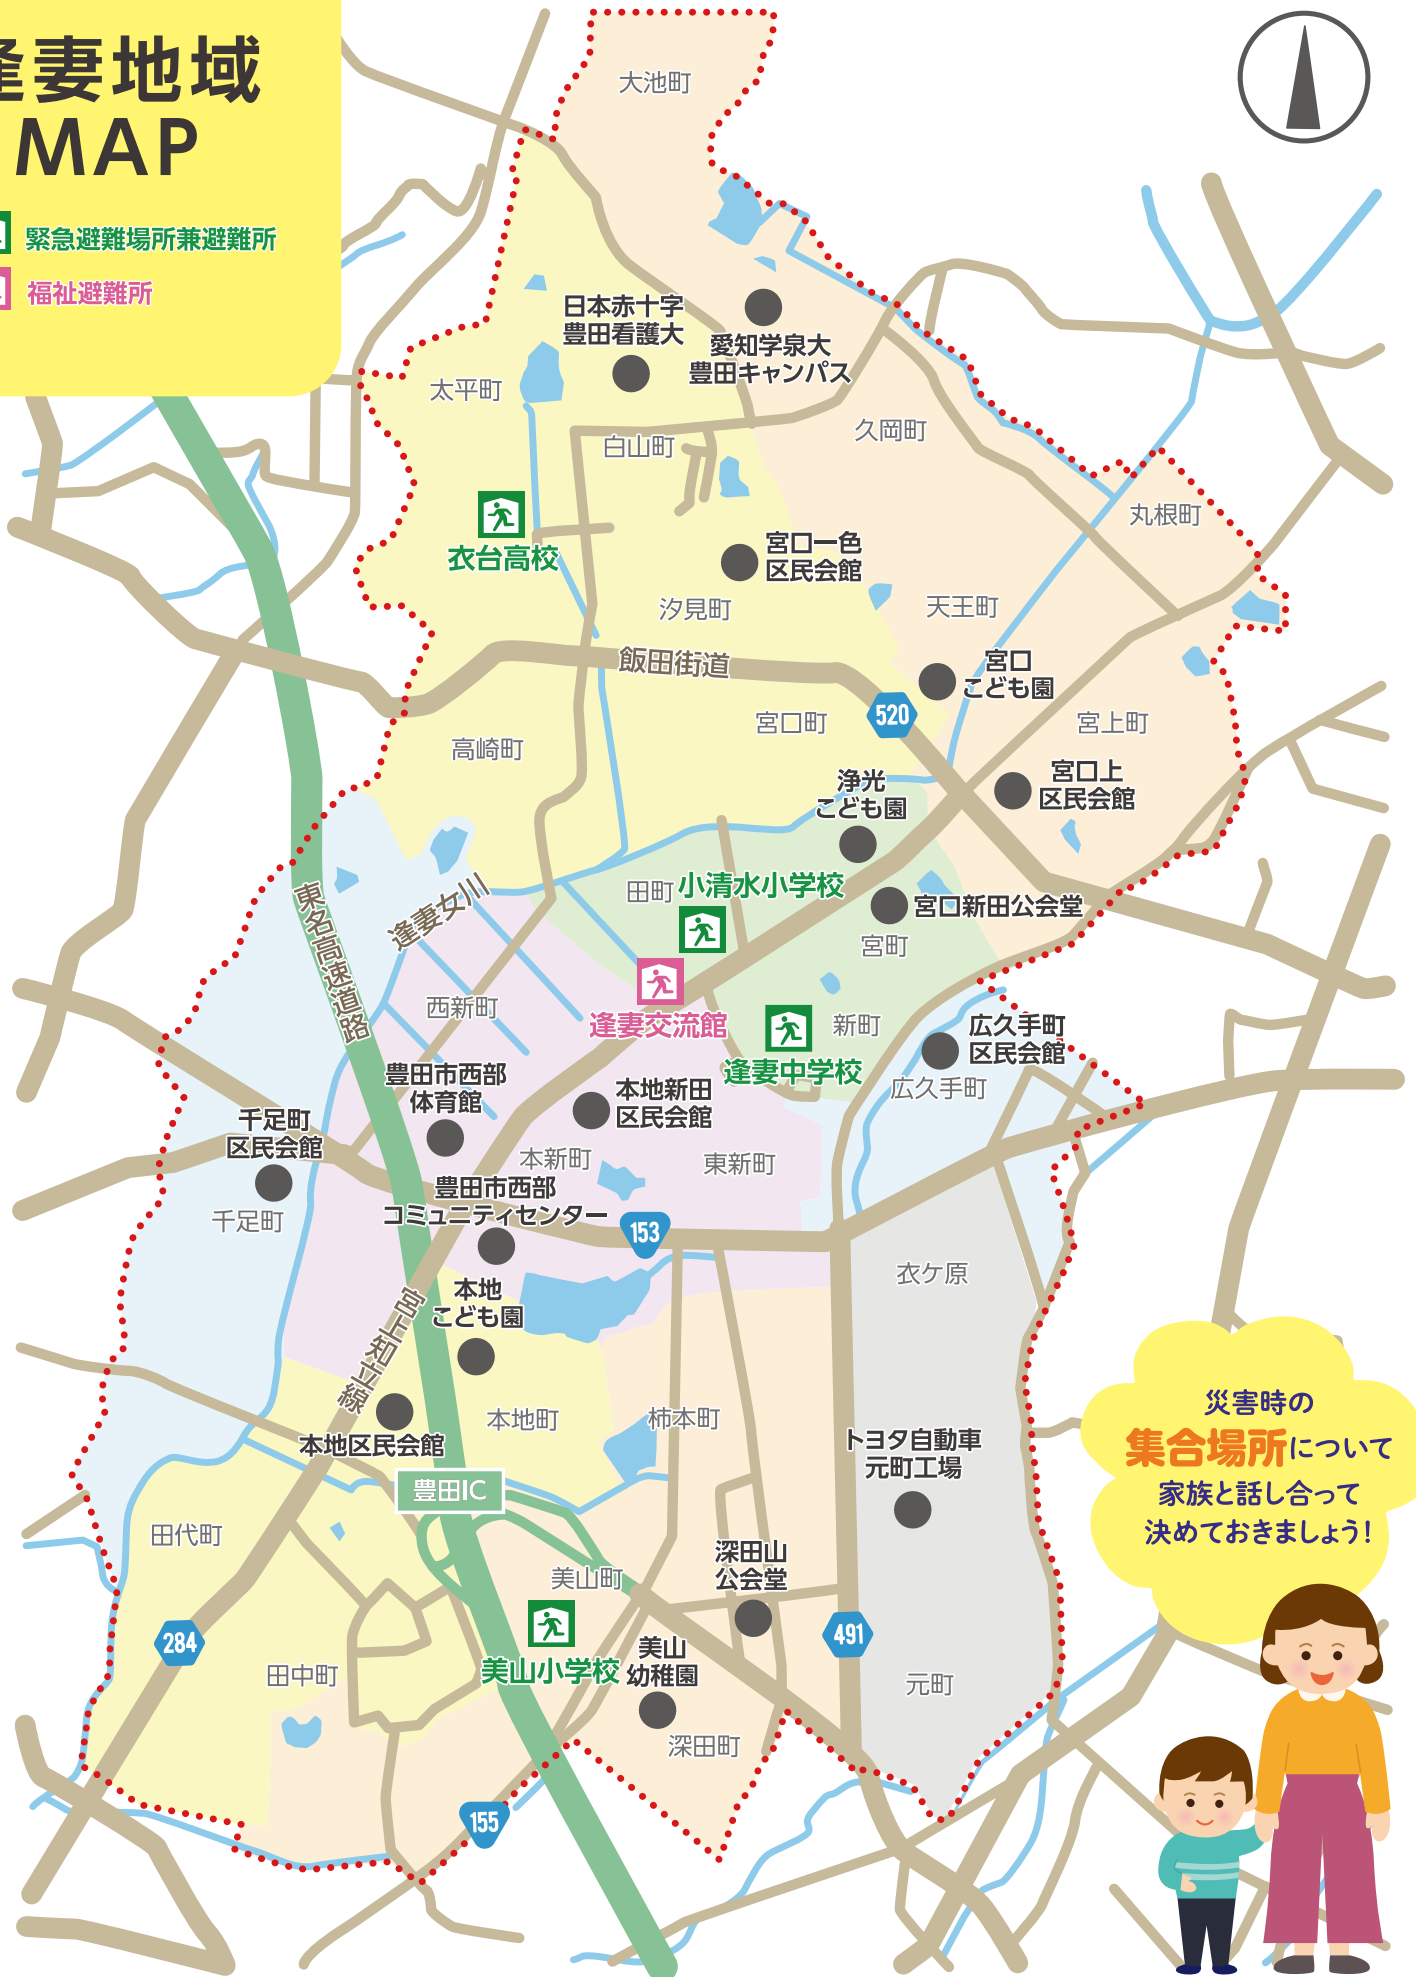 逢妻地域
MAP
緊急避難場所兼避難所
福祉避難所
大池町
日本赤十字
豊田看護大
愛知学泉大
豊田キャンパス
太平町
白山町
久岡町
丸根町
衣台高校
宮口一色
区民会館
汐見町
天王町
飯田街道
宮口
こども園
520
宮口町
宮上町
高崎町
浄光
こども園
宮口上
区民会館
田町
小清水小学校
宮口新田公会堂
宮町
東名高速道路
逢妻女川
西新町
逢妻交流館
新町
逢妻中学校
広久手町
区民会館
広久手町
豊田市西部
体育館
本地新田
区民会館
千足町
区民会館
本新町
東新町
千足町
豊田市西部
コミュニティセンター
153
衣ケ原
本地
こども園
宮上知立線
本地町
柿本町
本地区民会館
トヨタ自動車
元町工場
豊田IC
田代町
美山町
深田山
公会堂
284
491
美山小学校
美山
幼稚園
田中町
元町
深田町
155
災害時の
集合場所について
家族と話し合って
決めておきましょう!